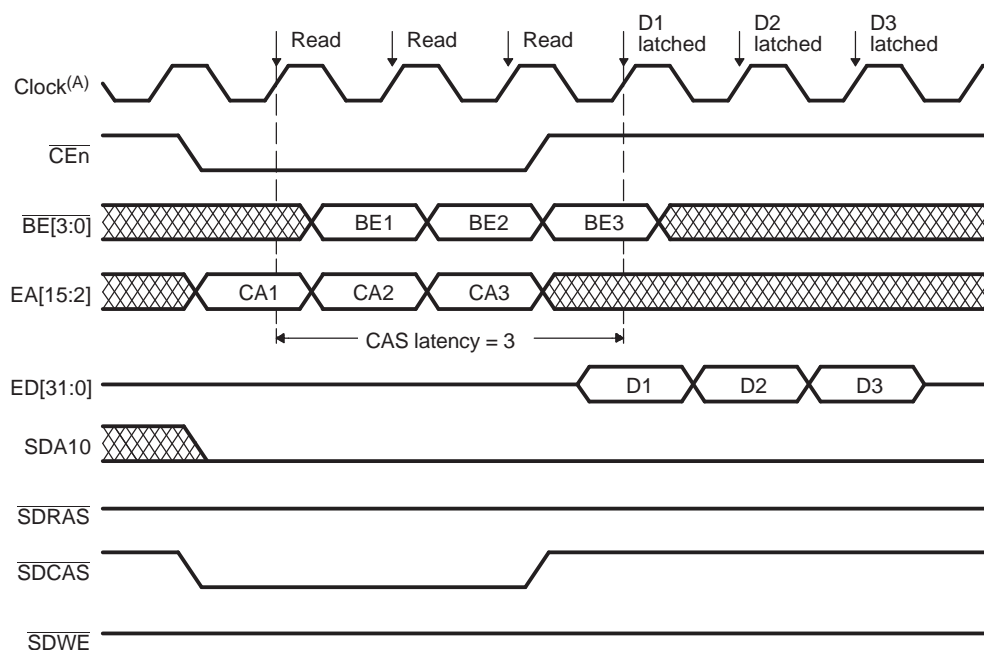 Read Read Read D1 latched D2 latched D3 latched
Clock(A)
CEn
BE[3:0] BE1 BE2 BE3
EA[15:2] CA1 CA2 CA3
CAS latency = 3
ED[31:0] D1 D2 D3
SDA10
SDRAS
SDCAS
SDWE